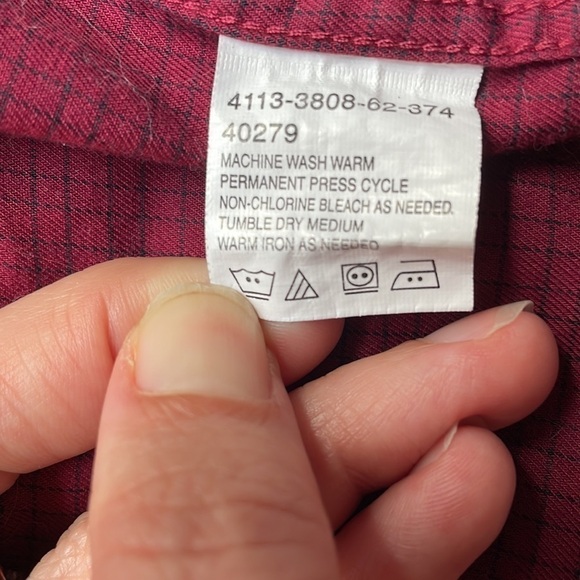 4113-3808-62-374
40279
MACHINE WASH WARM
PERMANENT PRESS CYCLE
NON-CHLORINE BLEACH AS NEEDED.
TUMBLE DRY MEDIUM
WARM IRON AS NEEDED